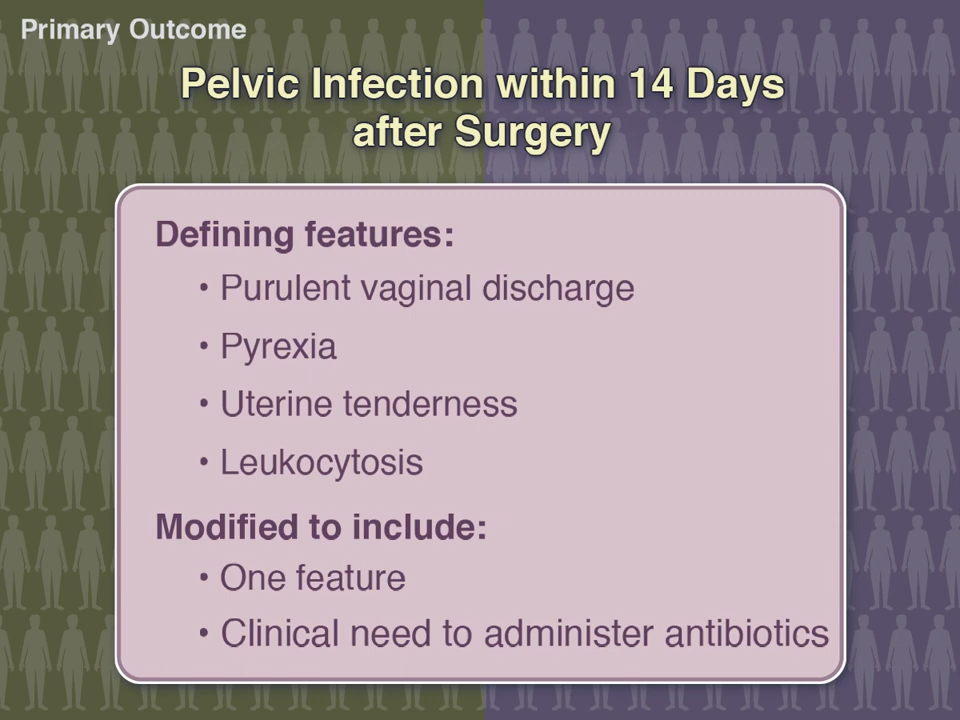 Primary Outcome
Pelvic Infection within 14 Days
after Surgery
Defining features:
• Purulent vaginal discharge
• Pyrexia
• Uterine tenderness
• Leukocytosis
Modified to include:
• One feature
• Clinical need to administer antibiotics